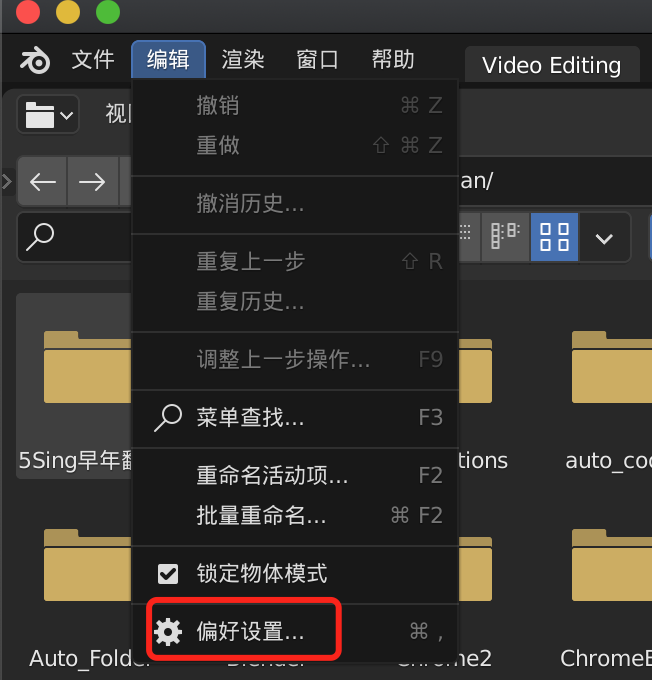 文件 编辑 渲染 窗口 帮助 Video Editing
撤销 ⌘ Z
重做 ⇧ ⌘ Z
an/
撤消历史...
重复上一步 ⇧ R
重复历史...
调整上一步操作... F9
菜单查找... F3
5Sing早年 tions auto_coo
重命名活动项... F2
批量重命名... ⌘ F2
锁定物体模式
偏好设置... ⌘ ,
Auto_Folder Blender Chrome2 ChromeE